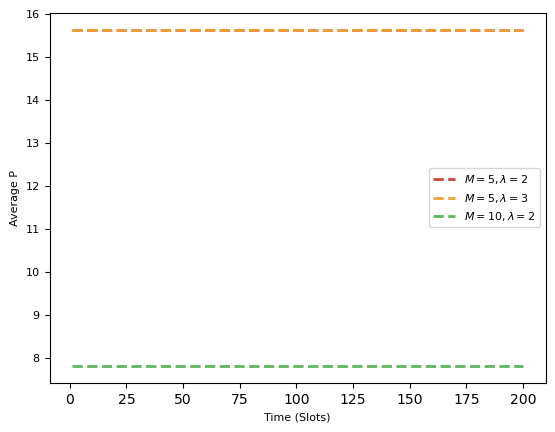 16
15
14
13
12
11
10
9
8
Average P
M = 5, λ = 2
M = 5, λ = 3
M = 10, λ = 2
0 25 50 75 100 125 150 175 200
Time (Slots)